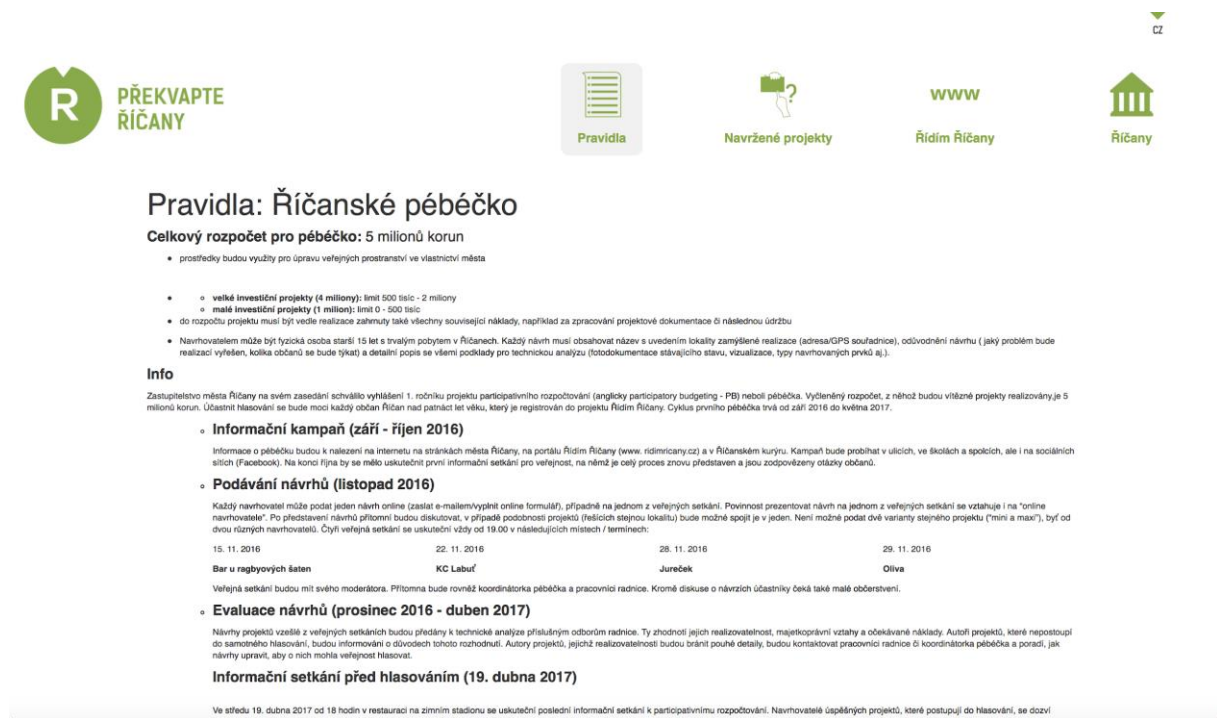 CZ
Ř
PŘEKVAPTE
ŘÍČANY
?
www
Pravidla
Navržené projekty
Řídím Říčany
Říčany
Pravidla: Říčanské pébéčko
Celkový rozpočet pro pébéčko: 5 milionů korun
• prostředky budou využity pro úpravu veřejných prostranství ve vlastnictví města
• ◦ velké investiční projekty (4 miliony): limit 500 tisíc - 2 miliony
◦ malé investiční projekty (1 milion): limit 0 - 500 tisíc
• do rozpočtu projektu musí být vedle realizace zahrnuty také všechny související náklady, například za zpracování projektové dokumentace či následnou údržbu
• Navrhovatelem může být fyzická osoba starší 15 let s trvalým pobytem v Říčanech. Každý návrh musí obsahovat název s uvedením lokality zamýšlené realizace (adresa/GPS souřadnice), odůvodnění návrhu ( jaký problém bude
realizací vyřešen, kolika občanů se bude týkat) a detailní popis se všemi podklady pro technickou analýzu (fotodokumentace stávajícího stavu, vizualizace, typy navrhovaných prvků aj.).
Info
Zastupitelstvo města Říčany na svém zasedání schválilo vyhlášení 1. ročníku projektu participativního rozpočtování (anglicky participatory budgeting - PB) neboli pébéčka. Vyčleněný rozpočet, z něhož budou vítězné projekty realizovány,je 5
milionů korun. Účastnit hlasování se bude moci každý občan Říčan nad patnáct let věku, který je registrován do projektu Řídím Říčany. Cyklus prvního pébéčka trvá od září 2016 do května 2017.
◦ Informační kampaň (září - říjen 2016)
Informace o pébéčku budou k nalezení na internetu na stránkách města Říčany, na portálu Řídím Říčany (www. ridimricany.cz) a v Říčanském kurýru. Kampaň bude probíhat v ulicích, ve školách a spolcích, ale i na sociálních
sítích (Facebook). Na konci října by se mělo uskutečnit první informační setkání pro veřejnost, na němž je celý proces znovu představen a jsou zodpovězeny otázky občanů.
◦ Podávání návrhů (listopad 2016)
Každý navrhovatel může podat jeden návrh online (zaslat e-mailem/vyplnit online formulář), případně na jednom z veřejných setkání. Povinnost prezentovat návrh na jednom z veřejných setkání se vztahuje i na "online
navrhovatele". Po představení návrhů přítomní budou diskutovat, v případě podobnosti projektů (řešících stejnou lokalitu) bude možné spojit je v jeden. Není možné podat dvě varianty stejného projektu ("mini a maxi"), byť od
dvou různých navrhovatelů. Čtyři veřejná setkání se uskuteční vždy od 19.00 v následujících místech / termínech:
15. 11. 2016 22. 11. 2016 28. 11. 2016 29. 11. 2016
Bar u ragbyových šaten KC Labuť Jureček Oliva
Veřejná setkání budou mít svého moderátora. Přítomna bude rovněž koordinátorka pébéčka a pracovníci radnice. Kromě diskuse o návrzích účastníky čeká také malé občerstvení.
◦ Evaluace návrhů (prosinec 2016 - duben 2017)
Návrhy projektů vzešlé z veřejných setkáních budou předány k technické analýze příslušným odborům radnice. Ty zhodnotí jejich realizovatelnost, majetkoprávní vztahy a očekávané náklady. Autoři projektů, které nepostoupí
do samotného hlasování, budou informováni o důvodech tohoto rozhodnutí. Autory projektů, jejichž realizovatelnosti budou bránit pouhé detaily, budou kontaktovat pracovníci radnice či koordinátorka pébéčka a poradí, jak
návrhy upravit, aby o nich mohla veřejnost hlasovat.
Informační setkání před hlasováním (19. dubna 2017)
Ve středu 19. dubna 2017 od 18 hodin v restauraci na zimním stadionu se uskuteční poslední informační setkání k participativnímu rozpočtování. Navrhovatelé úspěšných projektů, které postupují do hlasování, se dozví